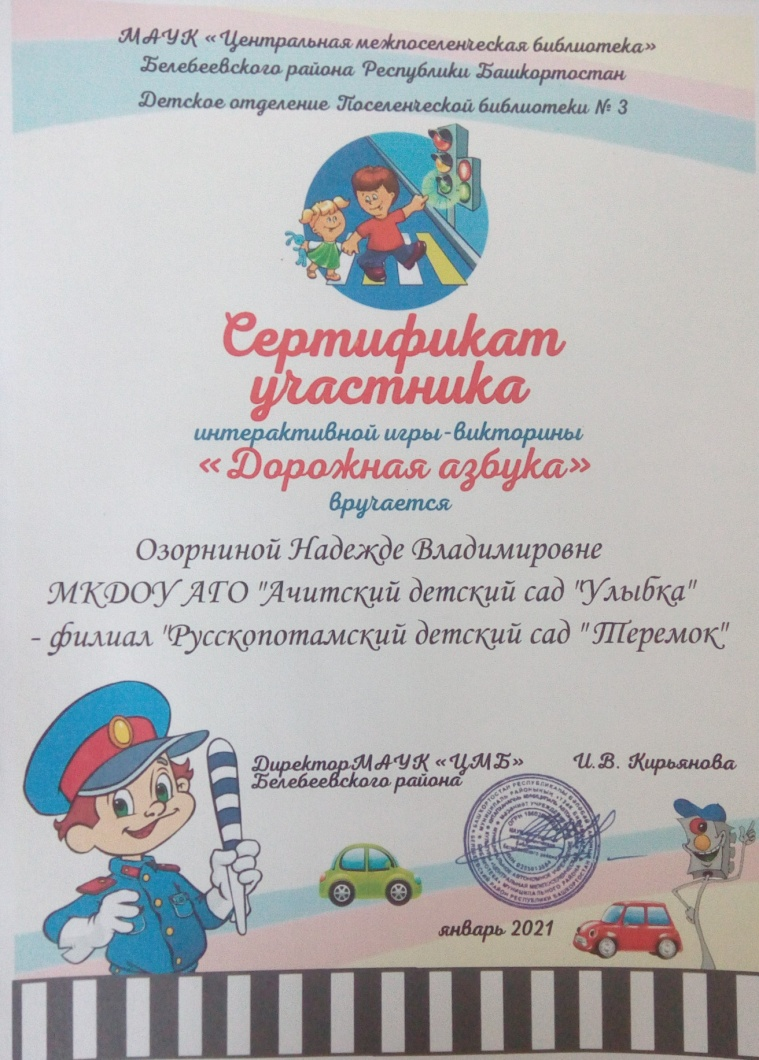 МАУК «Центральная межпоселенческая библиотека»
Белебеевского района Республики Башкортостан
Детское отделение Поселенческой библиотеки № 3
Сертификат
участника
интерактивной игры-викторины
«Дорожная азбука»
вручается
Озорниной Надежде Владимировне
МКДОУ АГО "Ачитский детский сад "Улыбка"
- филиал "Русскопотамский детский сад "Теремок"
Директор МАУК «ЦМБ» И.В. Кирьянова
Белебеевского района
январь 2021